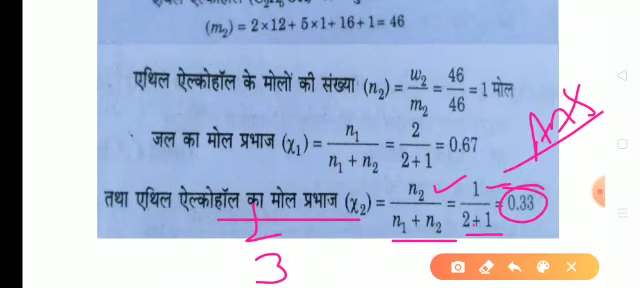 (m₂) = 2×12+5×1+16+1= 46
एथिल ऐल्कोहॉल के मोलों की संख्या (n₂) = w₂/m₂ = 46/46 = 1 मोल
जल का मोल प्रभाज (χ₁) = n₁/(n₁ + n₂) = 2/(2+1) = 0.67
तथा एथिल ऐल्कोहॉल का मोल प्रभाज (χ₂) = n₂/(n₁ + n₂) = 1/(2+1) = 0.33
Ans
1
3